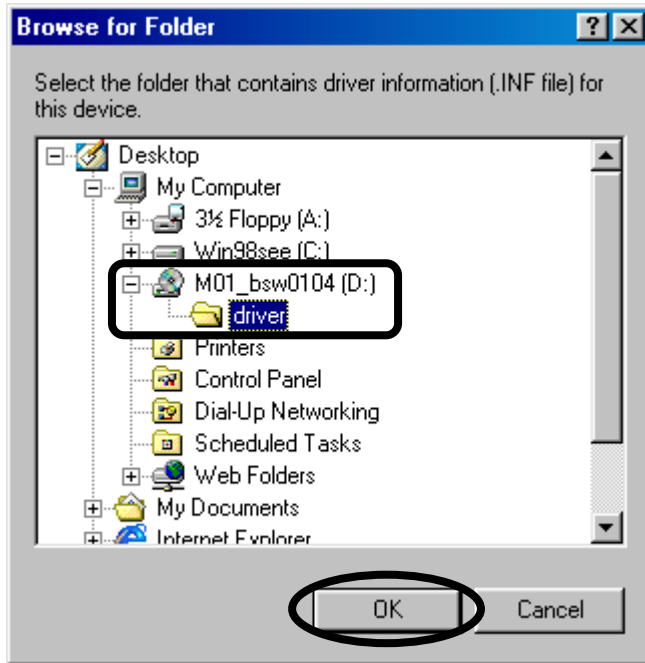 Browse for Folder
Select the folder that contains driver information (.INF file) for
this device.
Desktop
My Computer
3½ Floppy (A:)
Win98see (C:)
M01_bsw0104 (D:)
driver
Printers
Control Panel
Dial-Up Networking
Scheduled Tasks
Web Folders
My Documents
Internet Explorer
OK Cancel